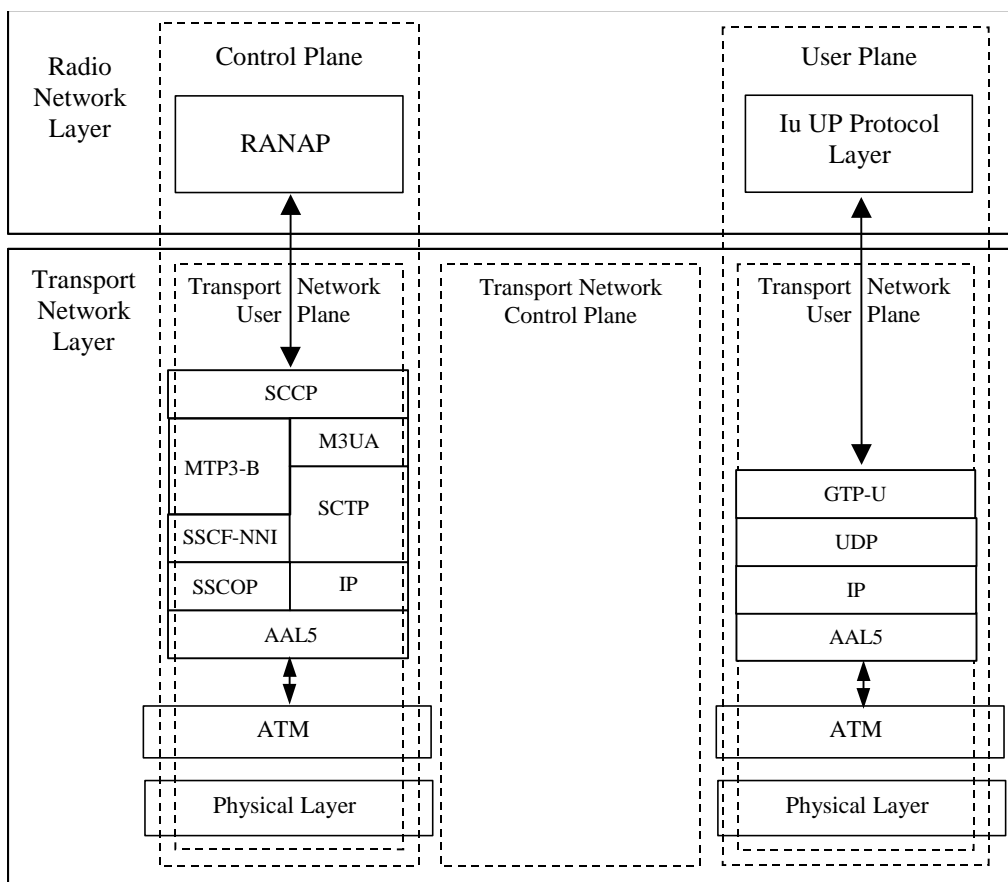 Radio
Network
Layer
Control Plane
RANAP
User Plane
Iu UP Protocol
Layer
Transport
Network
Layer
Transport Network
User Plane
SCCP
MTP3-B
M3UA
SCTP
SSCF-NNI
SSCOP
IP
AAL5
ATM
Physical Layer
Transport Network
Control Plane
Transport Network
User Plane
GTP-U
UDP
IP
AAL5
ATM
Physical Layer